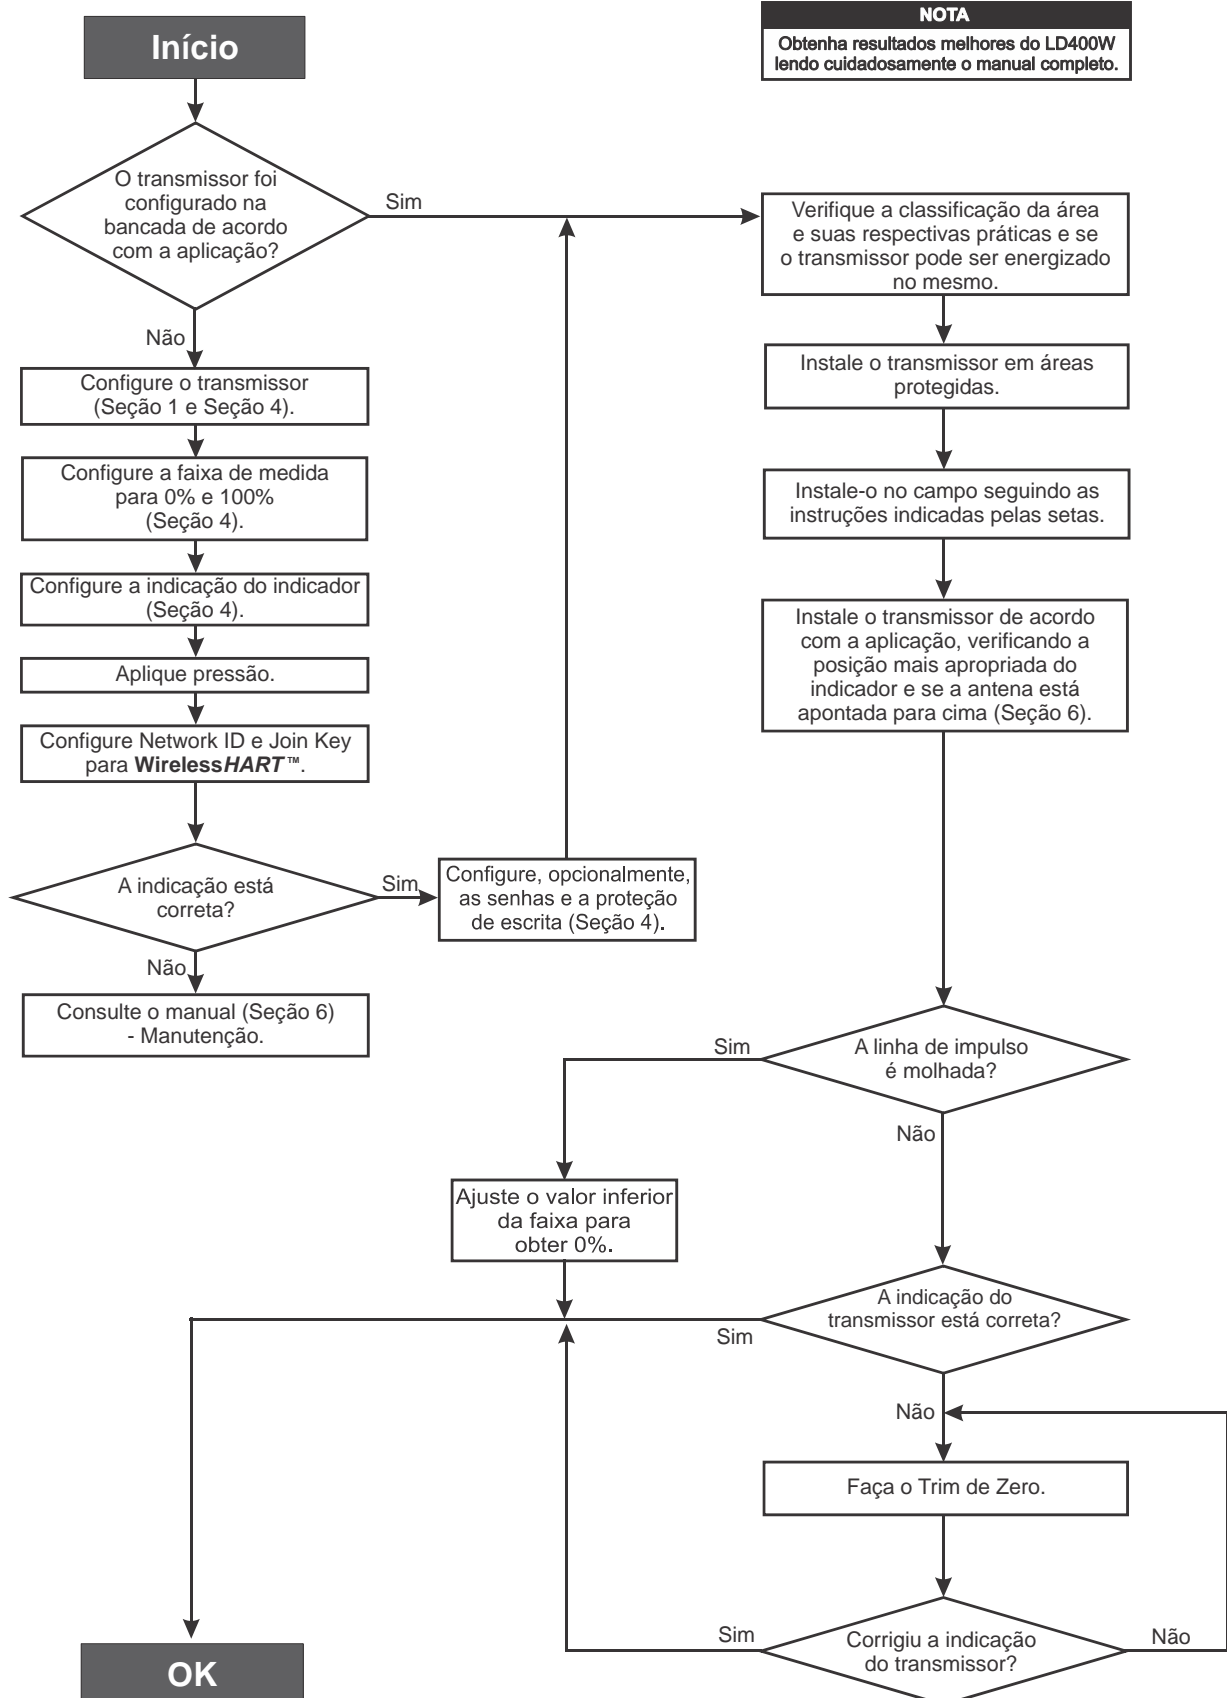 Início
NOTA
Obtenha resultados melhores do LD400W
lendo cuidadosamente o manual completo.
O transmissor foi
configurado na
bancada de acordo
com a aplicação?
Sim
Não
Configure o transmissor
(Seção 1 e Seção 4).
Configure a faixa de medida
para 0% e 100%
(Seção 4).
Configure a indicação do indicador
(Seção 4).
Aplique pressão.
Configure Network ID e Join Key
para WirelessHART™.
A indicação está
correta?
Sim
Configure, opcionalmente,
as senhas e a proteção
de escrita (Seção 4).
Não
Consulte o manual (Seção 6)
- Manutenção.
Verifique a classificação da área
e suas respectivas práticas e se
o transmissor pode ser energizado
no mesmo.
Instale o transmissor em áreas
protegidas.
Instale-o no campo seguindo as
instruções indicadas pelas setas.
Instale o transmissor de acordo
com a aplicação, verificando a
posição mais apropriada do
indicador e se a antena está
apontada para cima (Seção 6).
A linha de impulso
é molhada?
Sim
Não
Ajuste o valor inferior
da faixa para
obter 0%.
A indicação do
transmissor está correta?
Sim
Não
Faça o Trim de Zero.
Corrigiu a indicação
do transmissor?
Sim
Não
OK